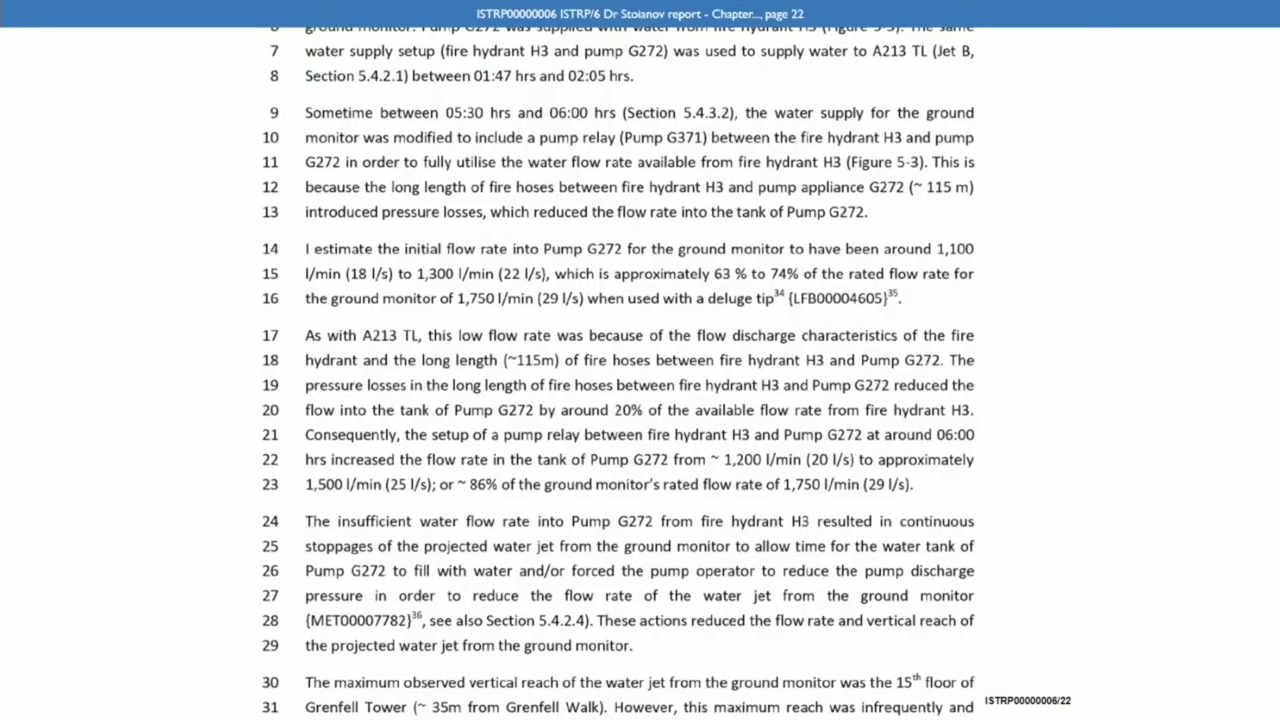 ISTRP00000006 ISTRP/6 Dr Stoianov report - Chapter..., page 22
6 ground monitor. Pump G272 was supplied with water from fire hydrant H3 (Figure 5-3). The same
7 water supply setup (fire hydrant H3 and pump G272) was used to supply water to A213 TL (Jet B,
8 Section 5.4.2.1) between 01:47 hrs and 02:05 hrs.
9 Sometime between 05:30 hrs and 06:00 hrs (Section 5.4.3.2), the water supply for the ground
10 monitor was modified to include a pump relay (Pump G371) between the fire hydrant H3 and pump
11 G272 in order to fully utilise the water flow rate available from fire hydrant H3 (Figure 5-3). This is
12 because the long length of fire hoses between fire hydrant H3 and pump appliance G272 (~ 115 m)
13 introduced pressure losses, which reduced the flow rate into the tank of Pump G272.
14 I estimate the initial flow rate into Pump G272 for the ground monitor to have been around 1,100
15 l/min (18 l/s) to 1,300 l/min (22 l/s), which is approximately 63 % to 74% of the rated flow rate for
16 the ground monitor of 1,750 l/min (29 l/s) when used with a deluge tip34 {LFB00004605}35.
17 As with A213 TL, this low flow rate was because of the flow discharge characteristics of the fire
18 hydrant and the long length (~115m) of fire hoses between fire hydrant H3 and Pump G272. The
19 pressure losses in the long length of fire hoses between fire hydrant H3 and Pump G272 reduced the
20 flow into the tank of Pump G272 by around 20% of the available flow rate from fire hydrant H3.
21 Consequently, the setup of a pump relay between fire hydrant H3 and Pump G272 at around 06:00
22 hrs increased the flow rate in the tank of Pump G272 from ~ 1,200 l/min (20 l/s) to approximately
23 1,500 l/min (25 l/s); or ~ 86% of the ground monitor's rated flow rate of 1,750 l/min (29 l/s).
24 The insufficient water flow rate into Pump G272 from fire hydrant H3 resulted in continuous
25 stoppages of the projected water jet from the ground monitor to allow time for the water tank of
26 Pump G272 to fill with water and/or forced the pump operator to reduce the pump discharge
27 pressure in order to reduce the flow rate of the water jet from the ground monitor
28 {MET00007782}36, see also Section 5.4.2.4). These actions reduced the flow rate and vertical reach of
29 the projected water jet from the ground monitor.
30 The maximum observed vertical reach of the water jet from the ground monitor was the 15th floor of
31 Grenfell Tower (~ 35m from Grenfell Walk). However, this maximum reach was infrequently and
ISTRP00000006/22